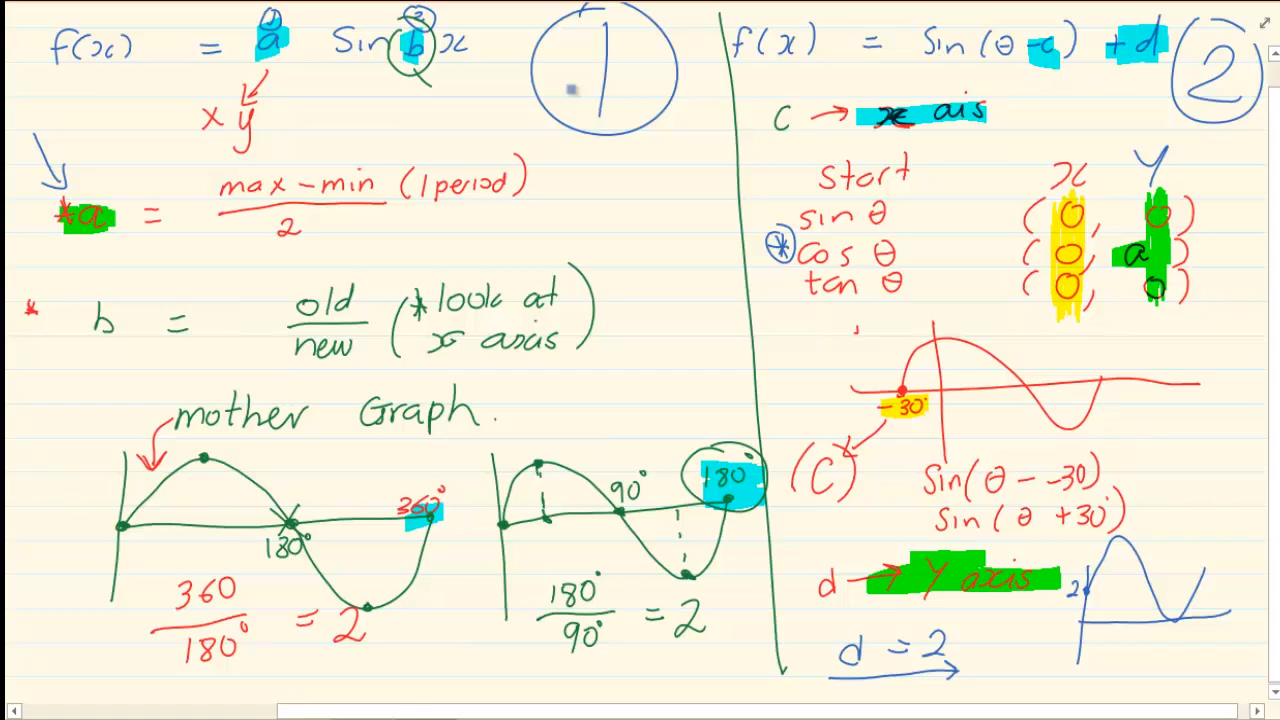 ① ②
f(x) = a Sin b x
1
x y
*a = max - min (1 period)
2
* b = old (*look at
new x axis)
mother Graph.
180° 360°
90° 180°
360 = 2
180°
180° = 2
90°
f(x) = Sin(θ - c) + d
2
C → x ais
start x Y
sin θ (0, 0)
* cos θ (0, a)
tan θ (0, 0)
-30°
(C)
Sin(θ - -30)
Sin(θ +30°)
d → Y axis
2
d = 2